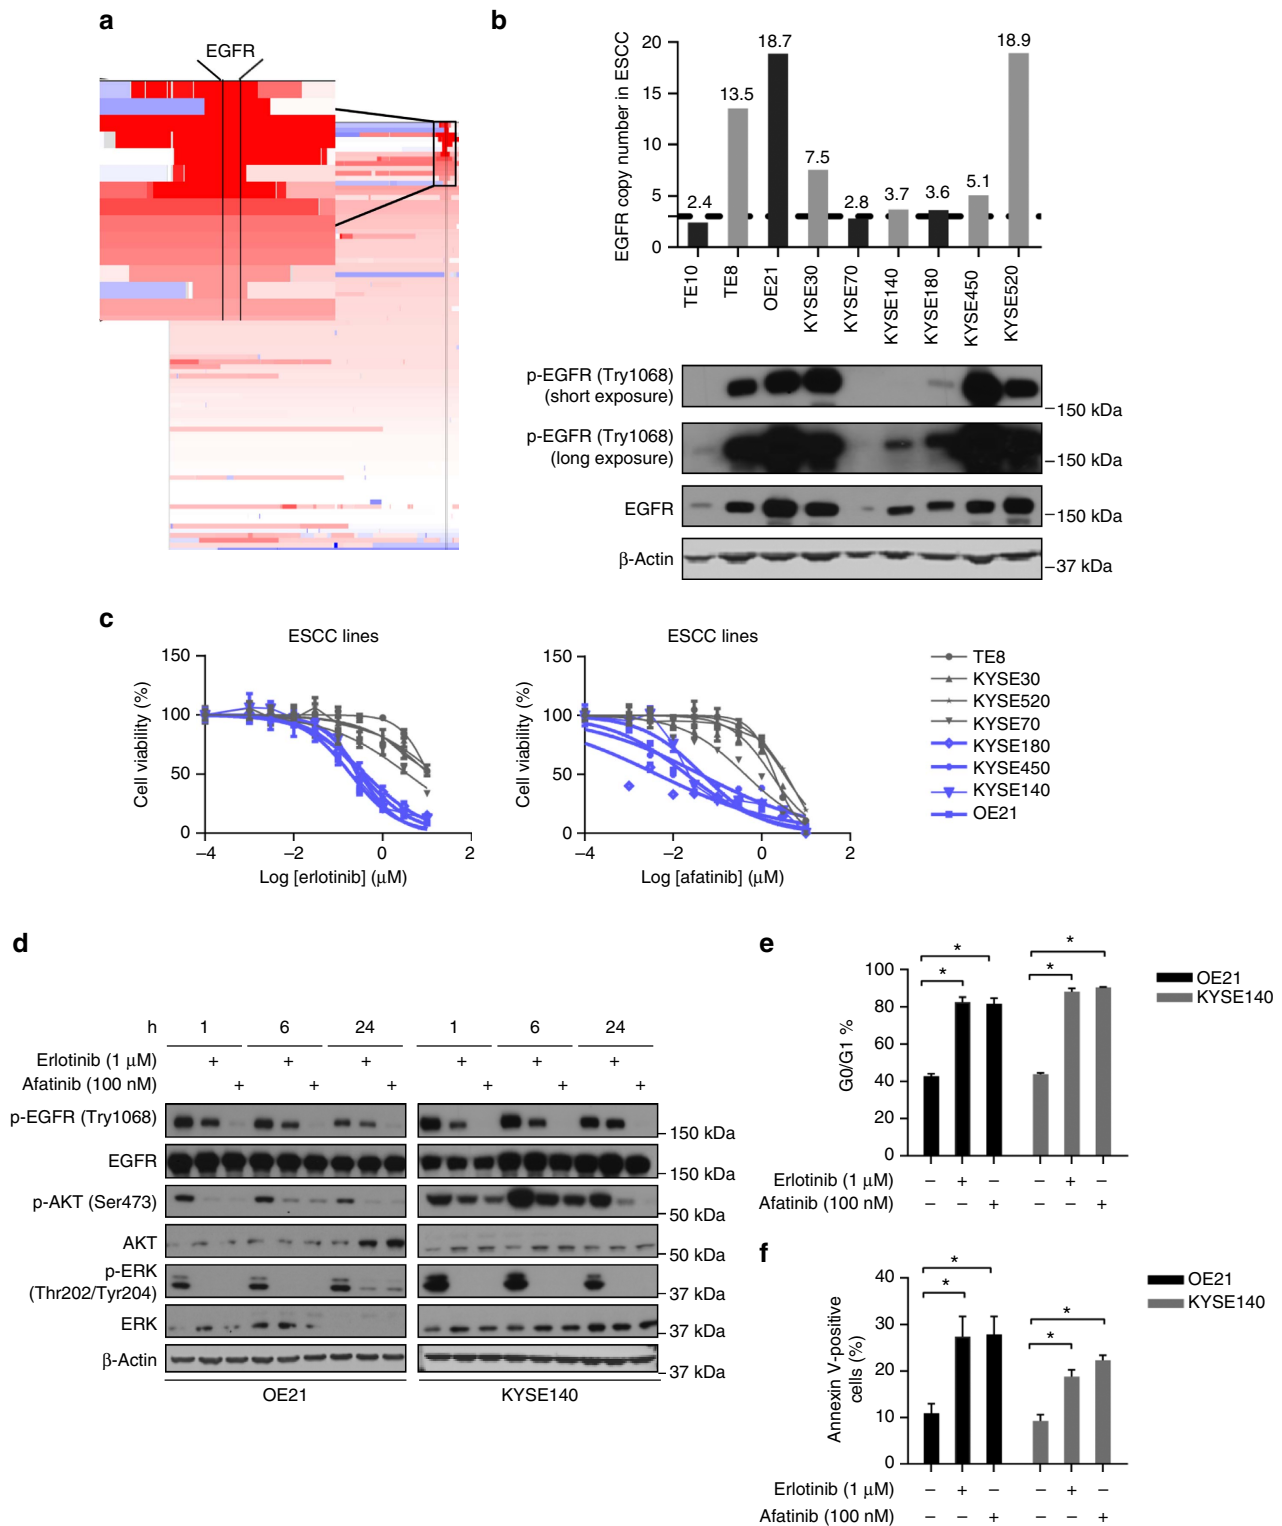 a
EGFR
b
EGFR copy number in ESCC
20
15
10
5
0
2.4
13.5
18.7
7.5
2.8
3.7
3.6
5.1
18.9
TE10
TE8
OE21
KYSE30
KYSE70
KYSE140
KYSE180
KYSE450
KYSE520
p-EGFR (Try1068)
(short exposure)
150 kDa
p-EGFR (Try1068)
(long exposure)
150 kDa
EGFR
150 kDa
β-Actin
37 kDa
c
ESCC lines
Cell viability (%)
150
100
50
0
−4
−2
0
2
Log [erlotinib] (μM)
ESCC lines
Cell viability (%)
150
100
50
0
−4
−2
0
2
Log [afatinib] (μM)
TE8
KYSE30
KYSE520
KYSE70
KYSE180
KYSE450
KYSE140
OE21
d
h 1 6 24 1 6 24
Erlotinib (1 μM) + + + + + +
Afatinib (100 nM) + + + + + +
p-EGFR (Try1068)
150 kDa
EGFR
150 kDa
p-AKT (Ser473)
50 kDa
AKT
50 kDa
p-ERK
(Thr202/Tyr204)
37 kDa
ERK
37 kDa
β-Actin
37 kDa
OE21
KYSE140
e
G0/G1 %
100
80
60
40
20
0
* * * *
OE21
KYSE140
Erlotinib (1 μM) − + − − + −
Afatinib (100 nM) − − + − − +
f
Annexin V-positive
cells (%)
40
30
20
10
0
* * * *
OE21
KYSE140
Erlotinib (1 μM) − + − − + −
Afatinib (100 nM) − − + − − +